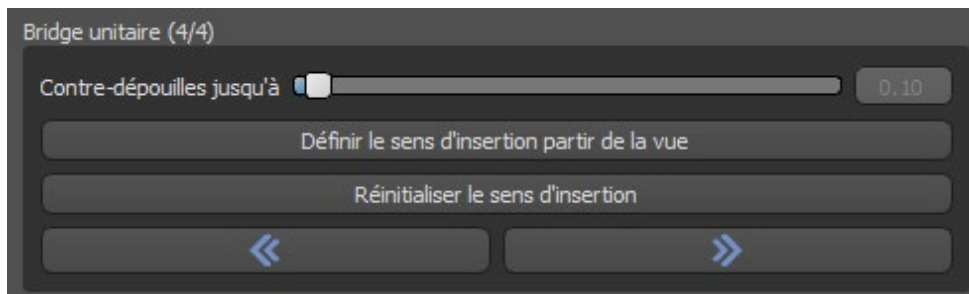 Bridge unitaire (4/4)
Contre-dépouilles jusqu'à 0.10
Définir le sens d'insertion partir de la vue
Réinitialiser le sens d'insertion